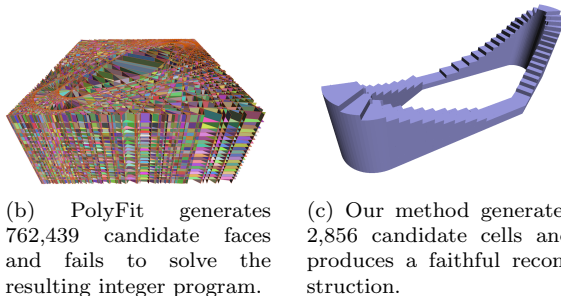 (b) PolyFit generates
762,439 candidate faces
and fails to solve the
resulting integer program.
(c) Our method generate
2,856 candidate cells an
produces a faithful recon
struction.